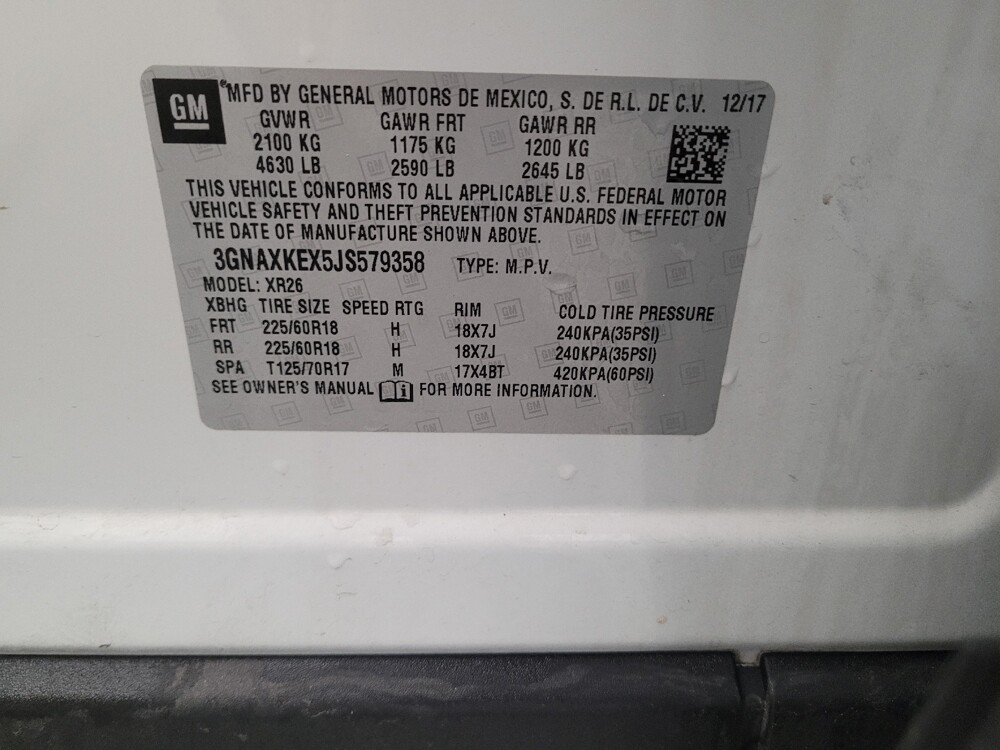 GM
MFD BY GENERAL MOTORS DE MEXICO, S. DE R.L. DE C.V. 12/17
GVWR GAWR FRT GAWR RR
2100 KG 1175 KG 1200 KG
4630 LB 2590 LB 2645 LB
THIS VEHICLE CONFORMS TO ALL APPLICABLE U.S. FEDERAL MOTOR
VEHICLE SAFETY AND THEFT PREVENTION STANDARDS IN EFFECT ON
THE DATE OF MANUFACTURE SHOWN ABOVE.
3GNAXKEX5JS579358 TYPE: M.P.V.
MODEL: XR26
XBHG TIRE SIZE SPEED RTG RIM COLD TIRE PRESSURE
FRT 225/60R18 H 18X7J 240KPA(35PSI)
RR 225/60R18 H 18X7J 240KPA(35PSI)
SPA T125/70R17 M 17X4BT 420KPA(60PSI)
SEE OWNER'S MANUAL i FOR MORE INFORMATION.